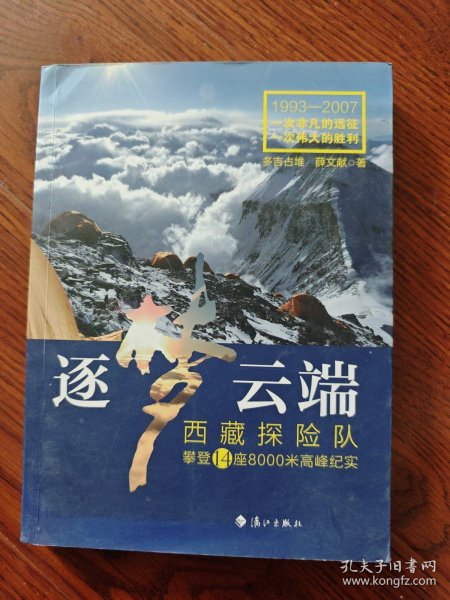 1993—2007
一次非凡的远征
一次伟大的胜利
多吉占堆 薛文献◎著
逐梦云端
西藏探险队
攀登14座8000米高峰纪实
漓江出版社
孔夫子旧书网
www.kongfz.com